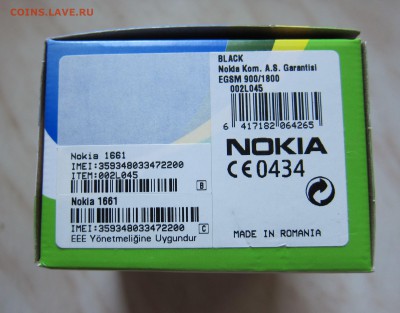 COINS.ЛАVE.RU
BLACK
Nokia Kom. A.S. Garantisi
EGSM 900/1800
002L045
6 417182 064265
NOKIA
CE0434
MADE IN ROMANIA
Nokia 1661
IMEI:359348033472200
ITEM:002L045
B
Nokia 1661
IMEI:359348033472200
C
EEE Yönetmeliğine Uygundur